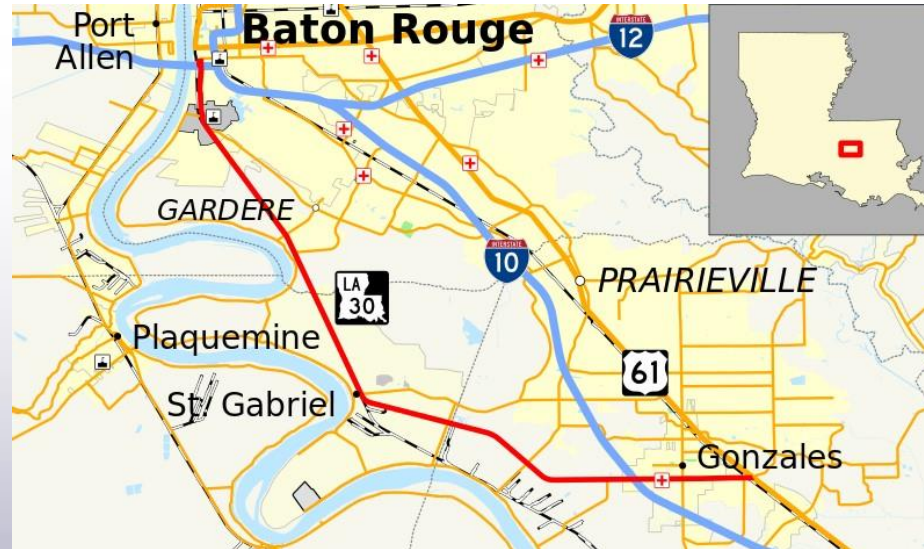 Port
Allen
Baton Rouge
INTERSTATE
12
GARDERE
INTERSTATE
10
PRAIRIEVILLE
LA
30
Plaquemine
61
St. Gabriel
Gonzales